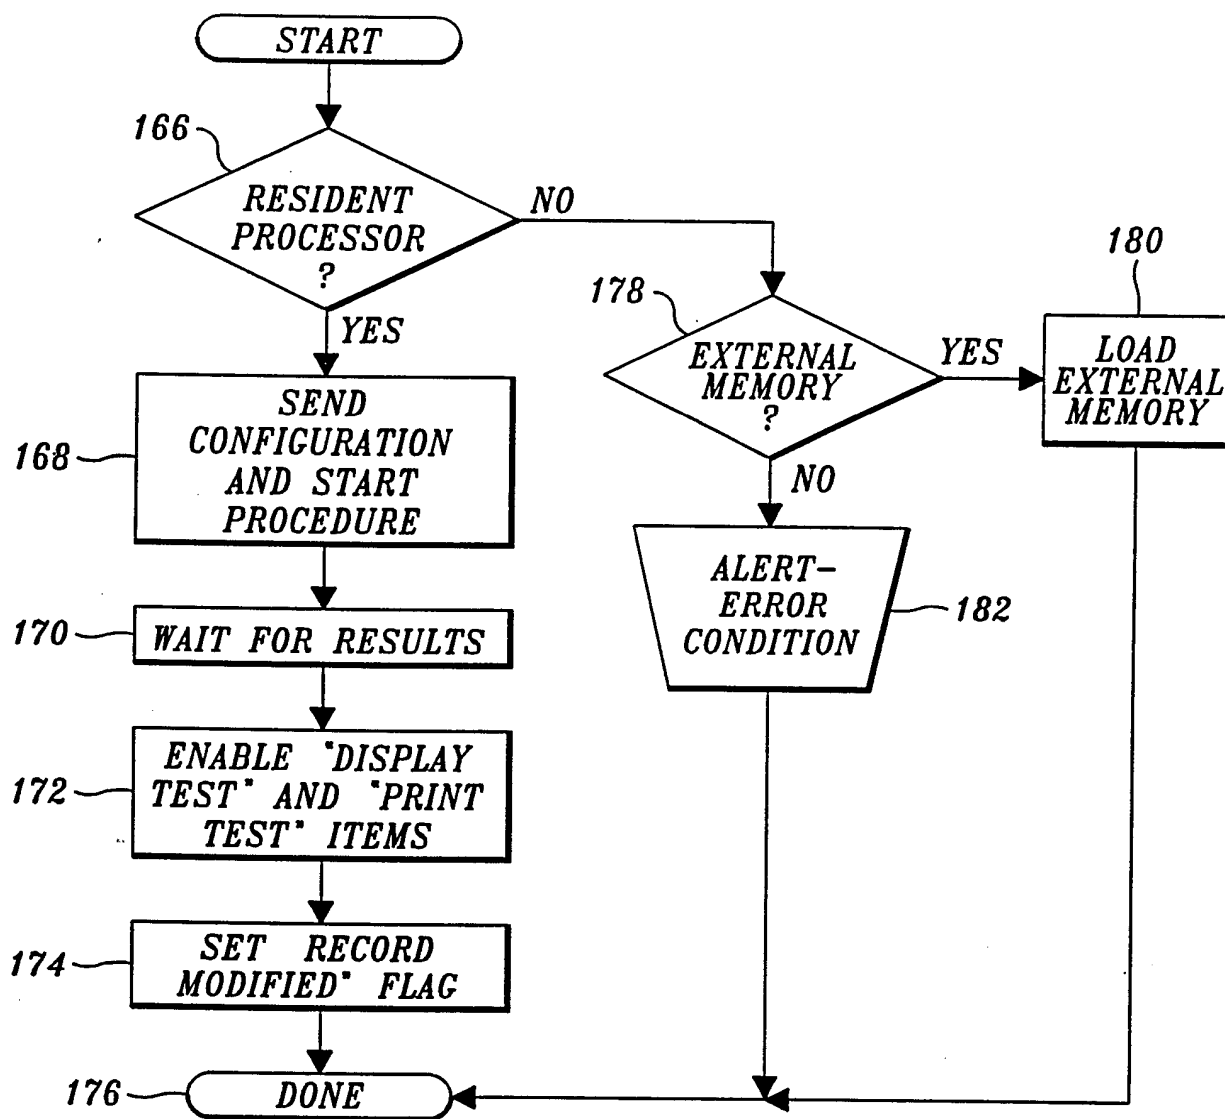 START
166
RESIDENT
PROCESSOR
?
NO
YES
178
EXTERNAL
MEMORY
?
YES
NO
180
LOAD
EXTERNAL
MEMORY
168
SEND
CONFIGURATION
AND START
PROCEDURE
ALERT-
ERROR
CONDITION
182
170
WAIT FOR RESULTS
172
ENABLE "DISPLAY
TEST" AND "PRINT
TEST" ITEMS
174
SET RECORD
MODIFIED" FLAG
176
DONE